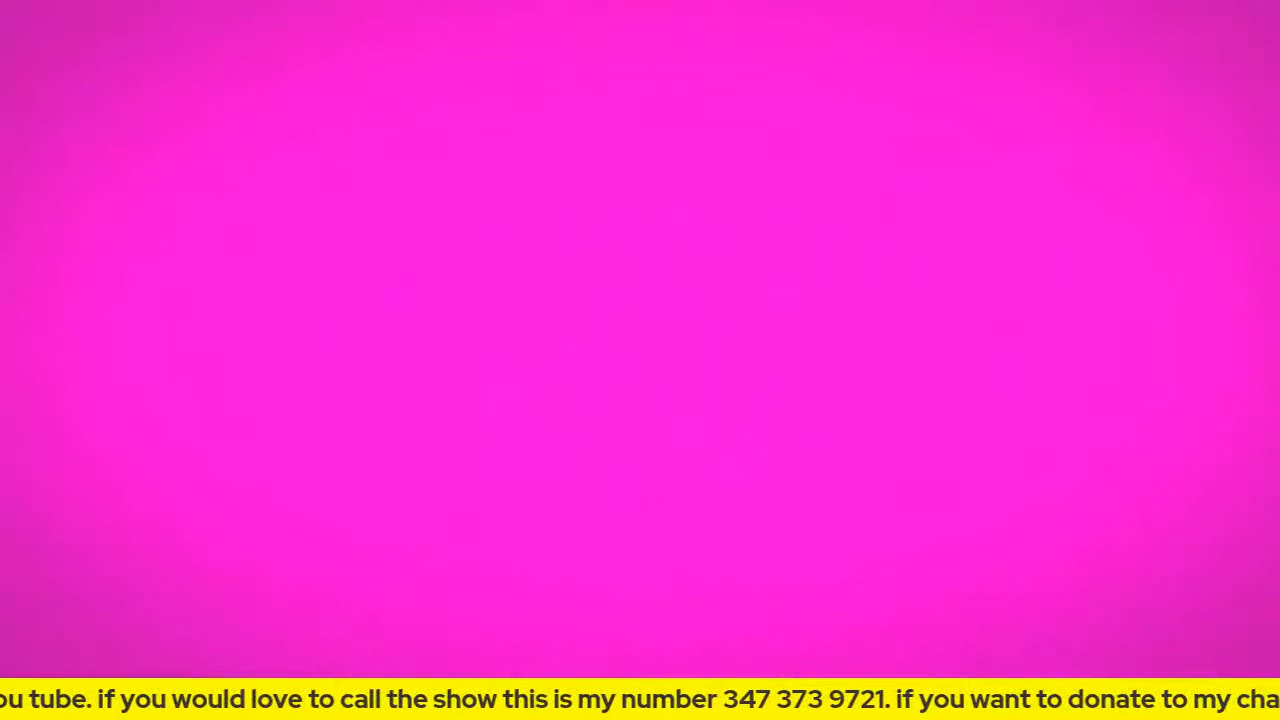 ou tube. if you would love to call the show this is my number 347 373 9721. if you want to donate to my cha